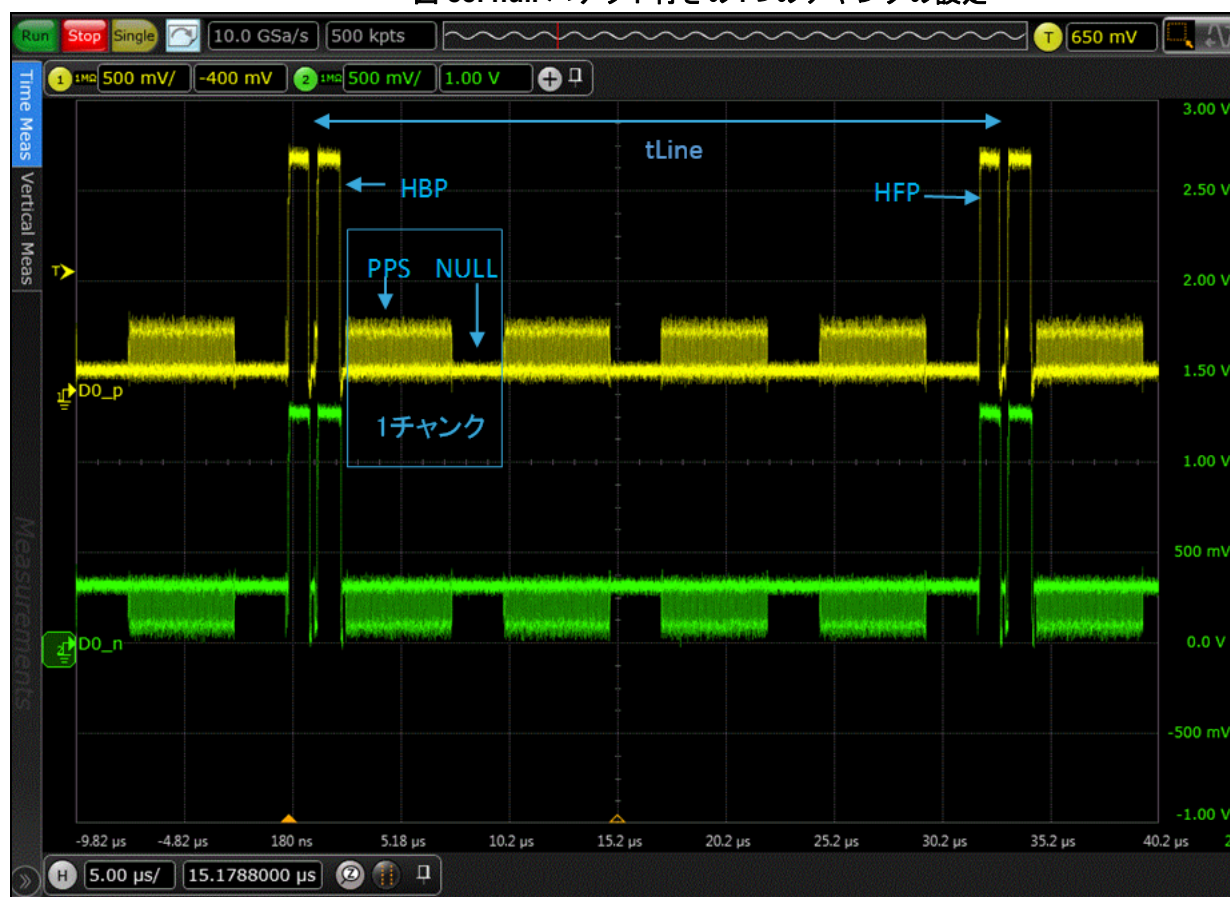 Run Stop Single 10.0 GSa/s 500 kpts T 650 mV
1 1MΩ 500 mV/ -400 mV 2 1MΩ 500 mV/ 1.00 V
Time Meas
Vertical Meas
Measurements
tLine
HBP
HFP
PPS NULL
1チャンク
T
D0_p
D0_n
3.00 V
2.50 V
2.00 V
1.50 V
1.00 V
500 mV
0.0 V
-500 mV
-1.00 V
-9.82 µs -4.82 µs 180 ns 5.18 µs 10.2 µs 15.2 µs 20.2 µs 25.2 µs 30.2 µs 35.2 µs 40.2 µs
H 5.00 µs/ 15.1788000 µs